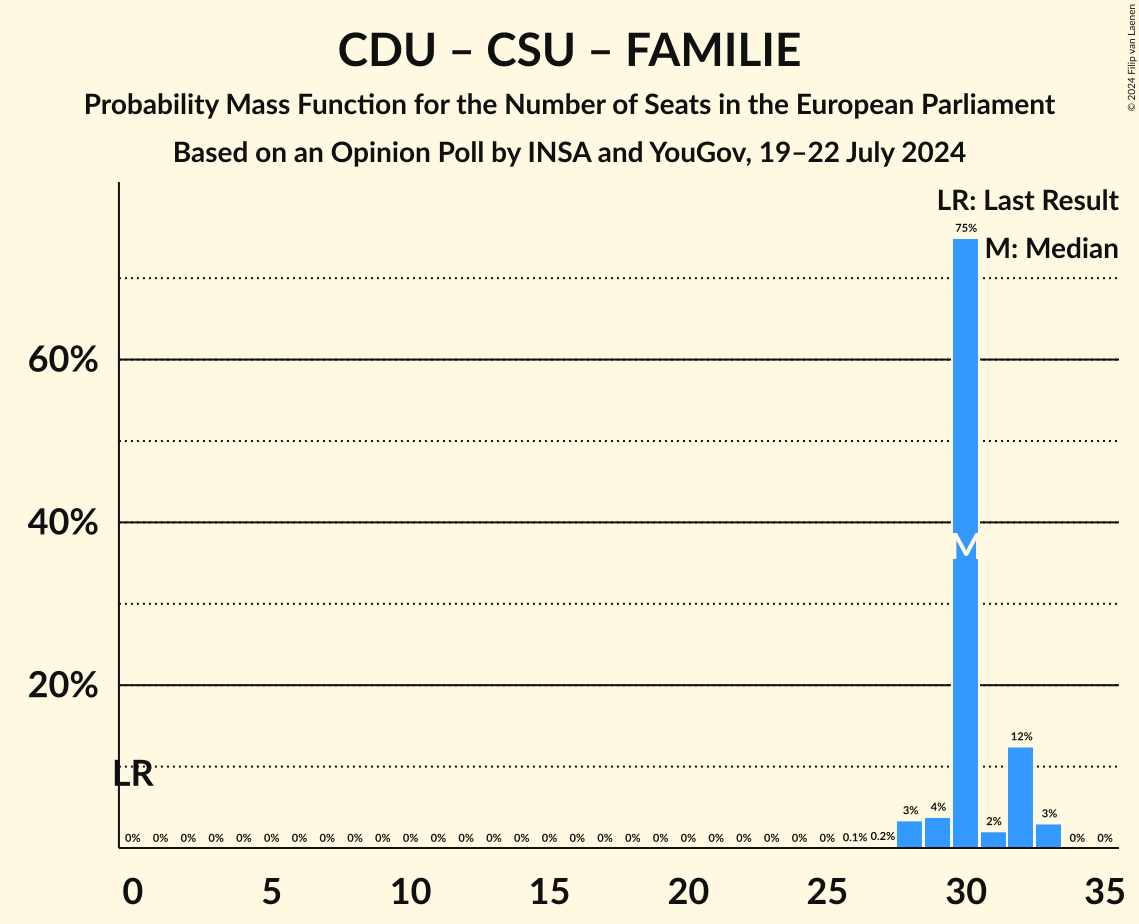 CDU – CSU – FAMILIE
Probability Mass Function for the Number of Seats in the European Parliament
Based on an Opinion Poll by INSA and YouGov, 19–22 July 2024
© 2024 Filip van Laenen
LR: Last Result
M: Median
75%
60%
40%
M
20%
12%
LR
3% 4% 2% 3%
0% 0% 0% 0% 0% 0% 0% 0% 0% 0% 0% 0% 0% 0% 0% 0% 0% 0% 0% 0% 0% 0% 0% 0% 0% 0% 0.1% 0.2% 0% 0%
0 5 10 15 20 25 30 35